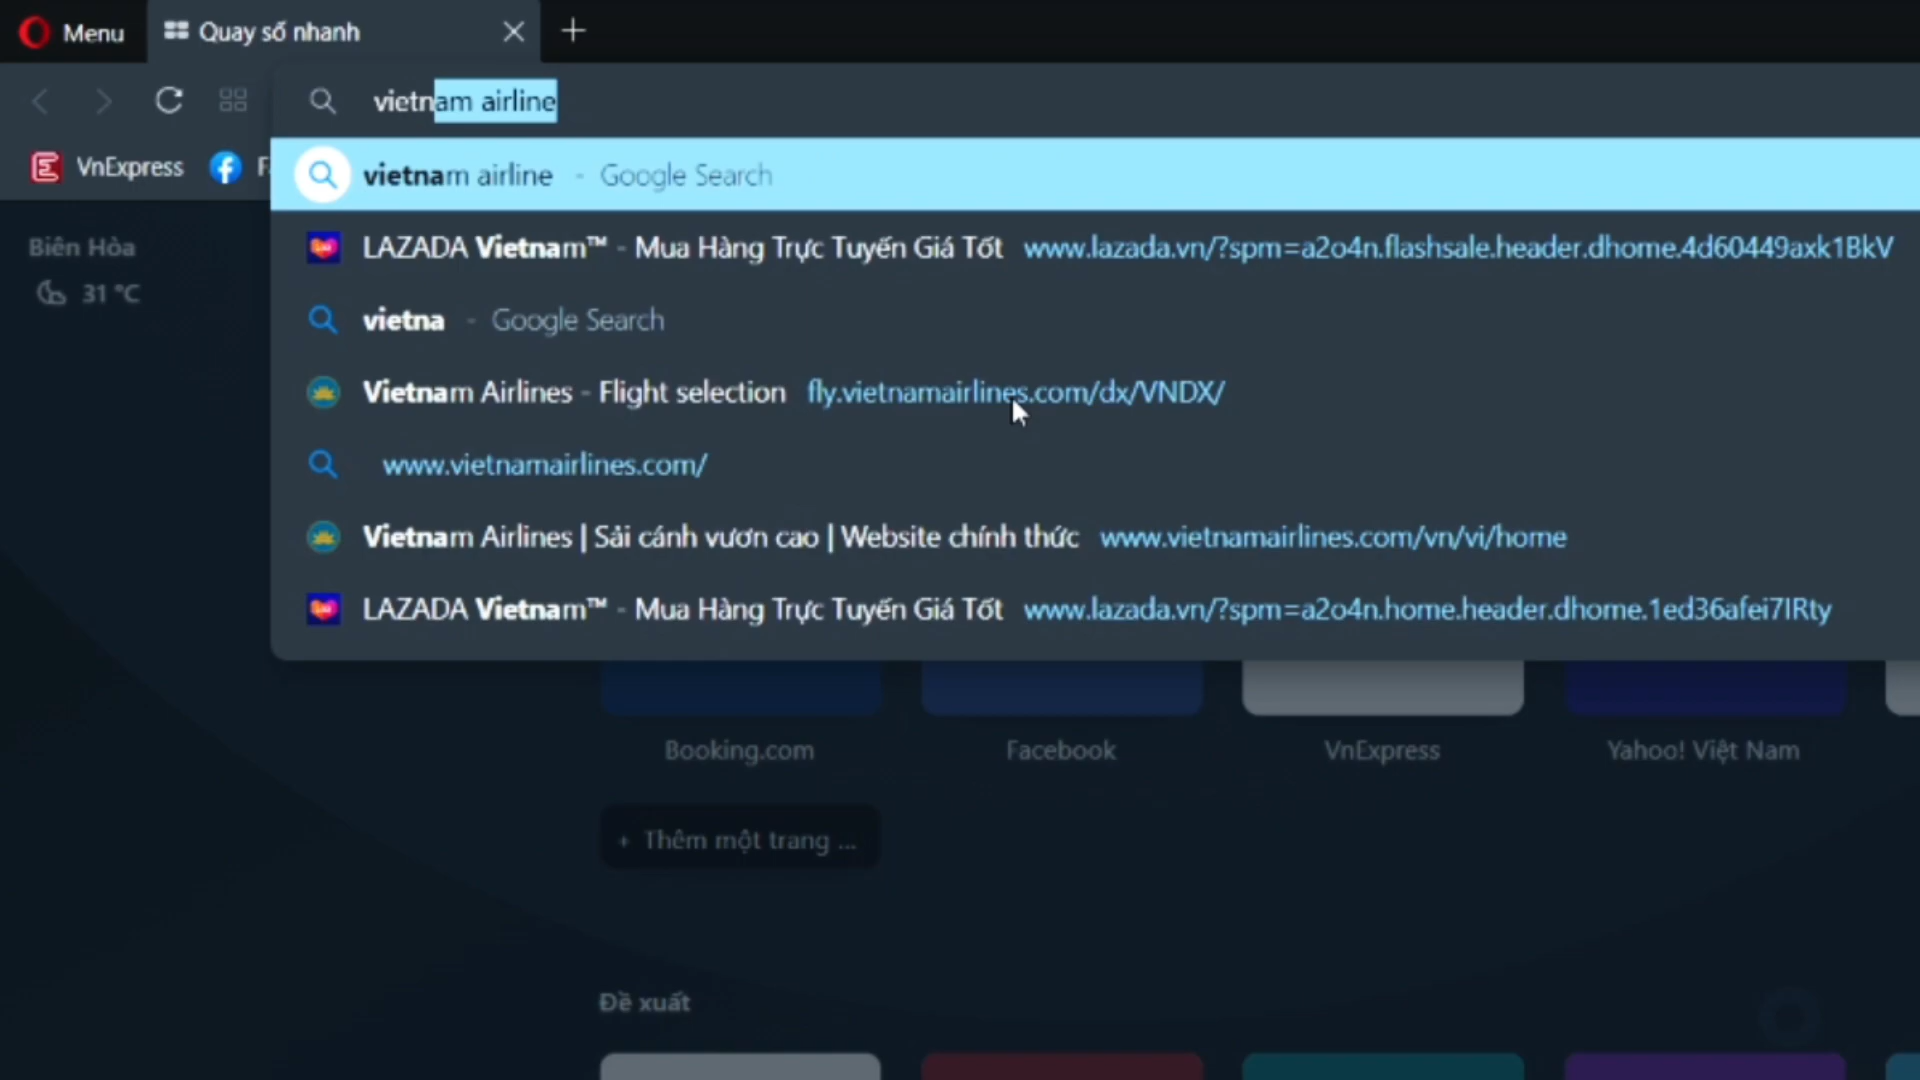 Menu
Quay số nhanh
vietnam airline
VnExpress
vietnam airline - Google Search
Biên Hòa
LAZADA Vietnam™ - Mua Hàng Trực Tuyến Giá Tốt www.lazada.vn/?spm=a2o4n.flashsale.header.dhome.4d60449axk1BkV
31 °C
vietna - Google Search
Vietnam Airlines - Flight selection fly.vietnamairlines.com/dx/VNDX/
www.vietnamairlines.com/
Vietnam Airlines | Sải cánh vươn cao | Website chính thức www.vietnamairlines.com/vn/vi/home
LAZADA Vietnam™ - Mua Hàng Trực Tuyến Giá Tốt www.lazada.vn/?spm=a2o4n.home.header.dhome.1ed36afei7IRty
Booking.com
Facebook
VnExpress
Yahoo! Việt Nam
+ Thêm một trang ...
Đề xuất